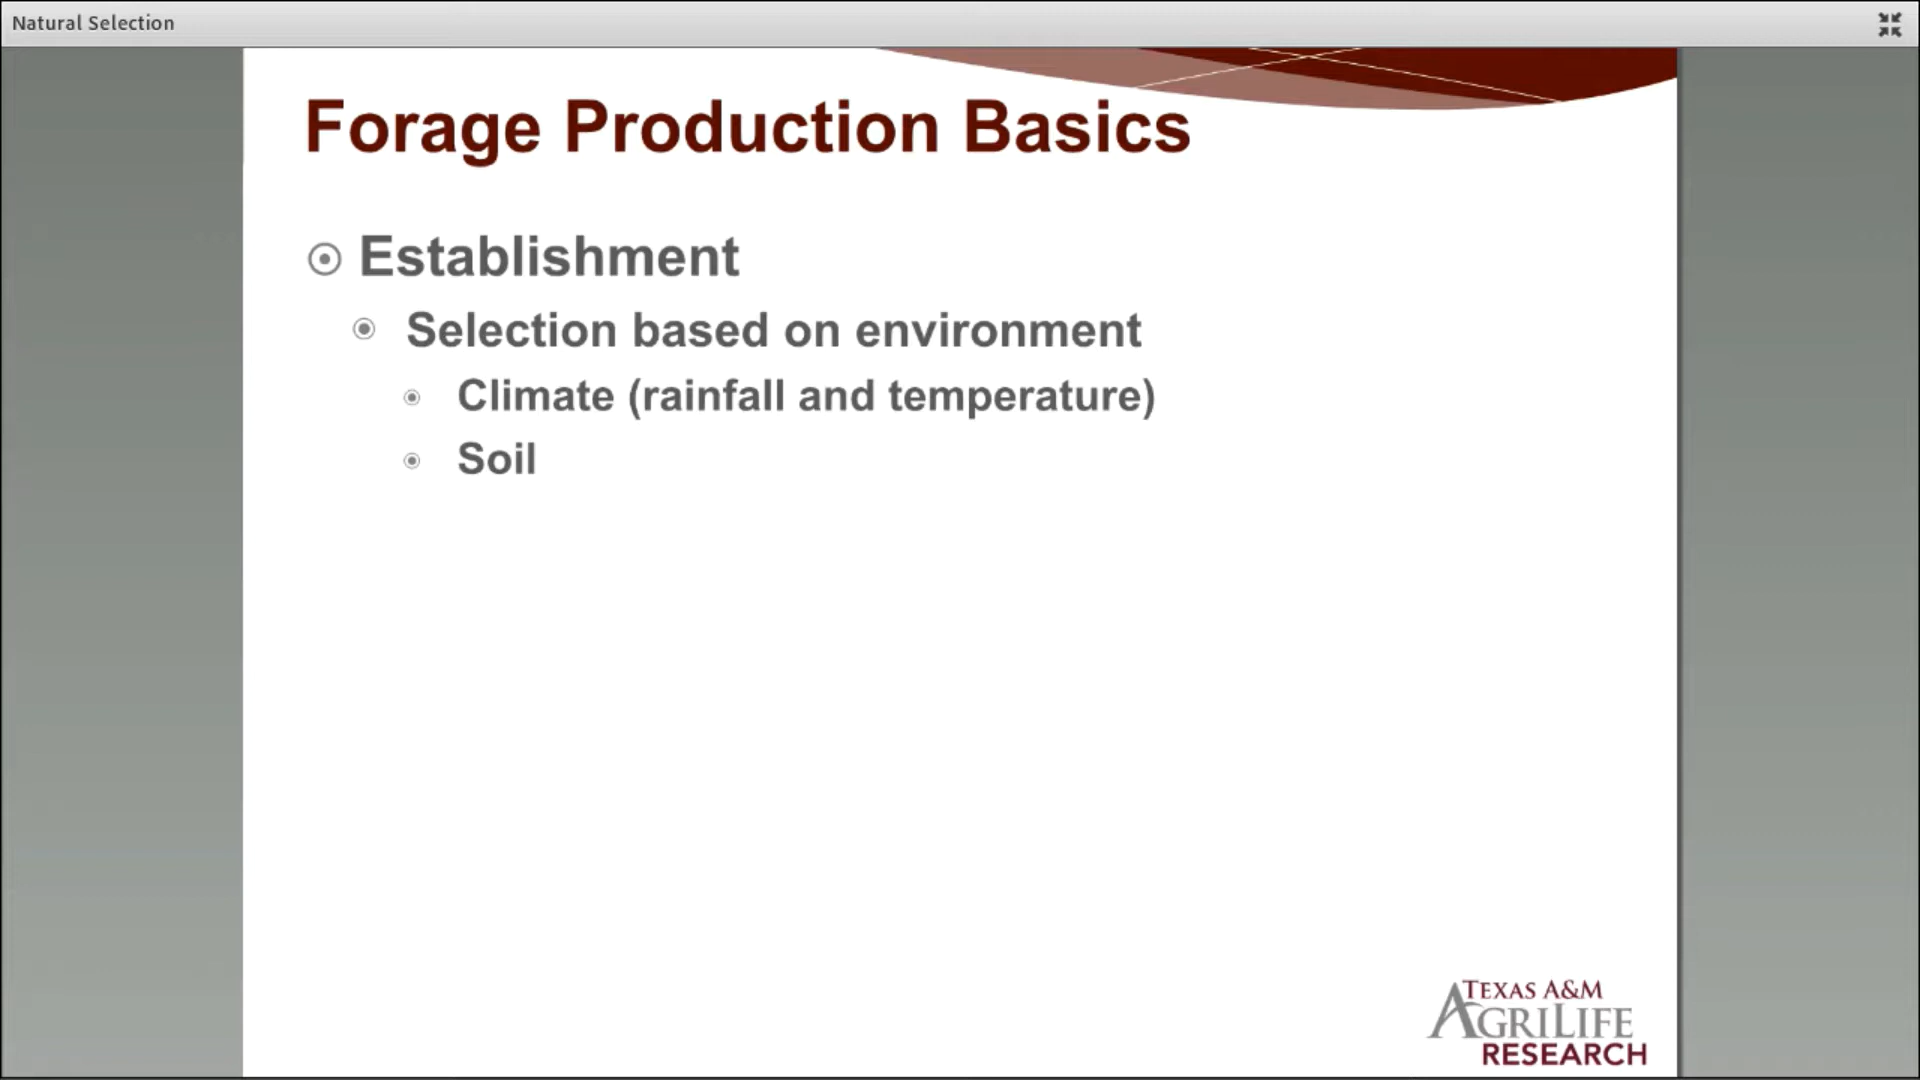 Natural Selection
Forage Production Basics
Establishment
Selection based on environment
Climate (rainfall and temperature)
Soil
TEXAS A&M
AGRILIFE
RESEARCH